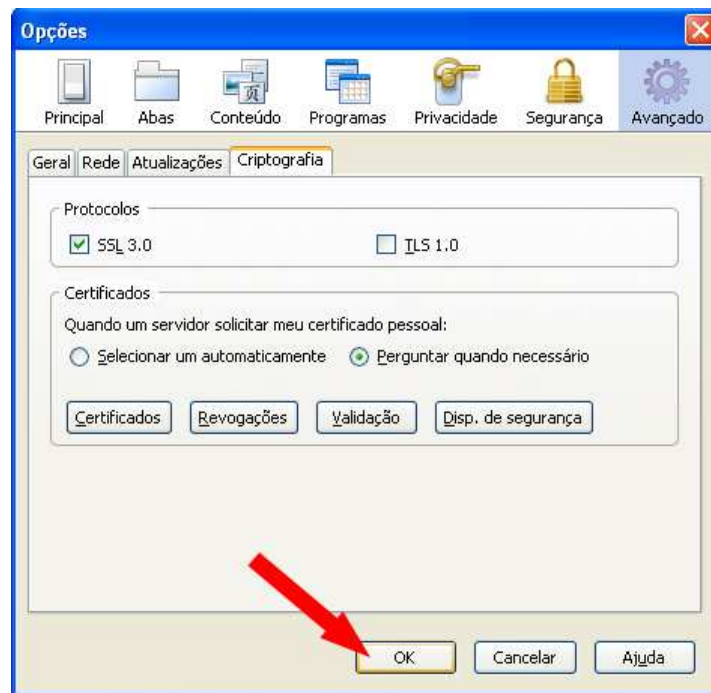 Opções
Principal Abas Conteúdo Programas Privacidade Segurança Avançado
Geral Rede Atualizações Criptografia
Protocolos
SSL 3.0 TLS 1.0
Certificados
Quando um servidor solicitar meu certificado pessoal:
Selecionar um automaticamente Perguntar quando necessário
Certificados Revogações Validação Disp. de segurança
OK Cancelar Ajuda